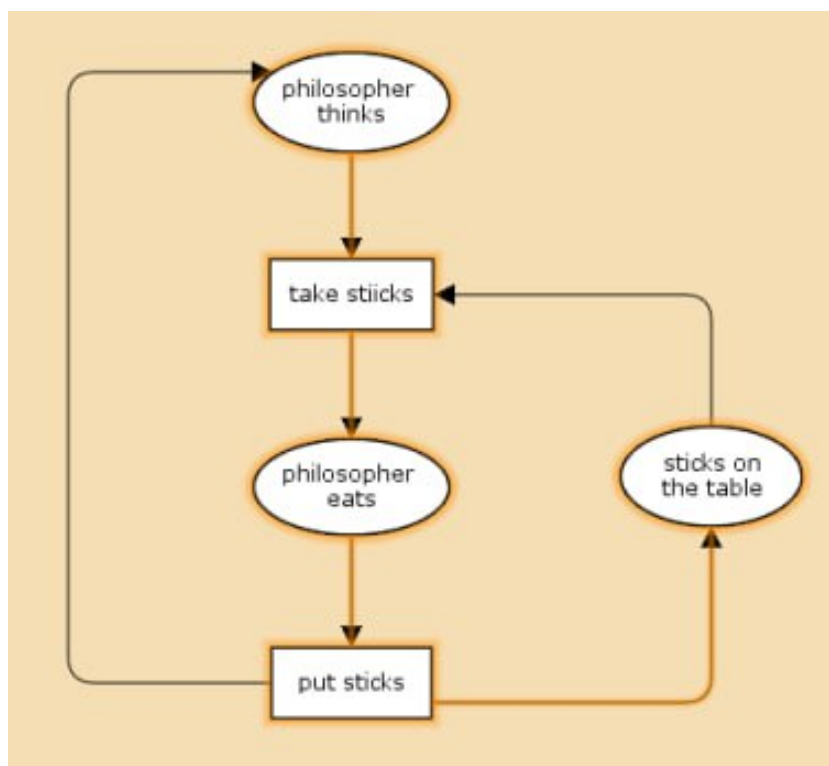 philosopher
thinks
take stiicks
philosopher
eats
sticks on
the table
put sticks